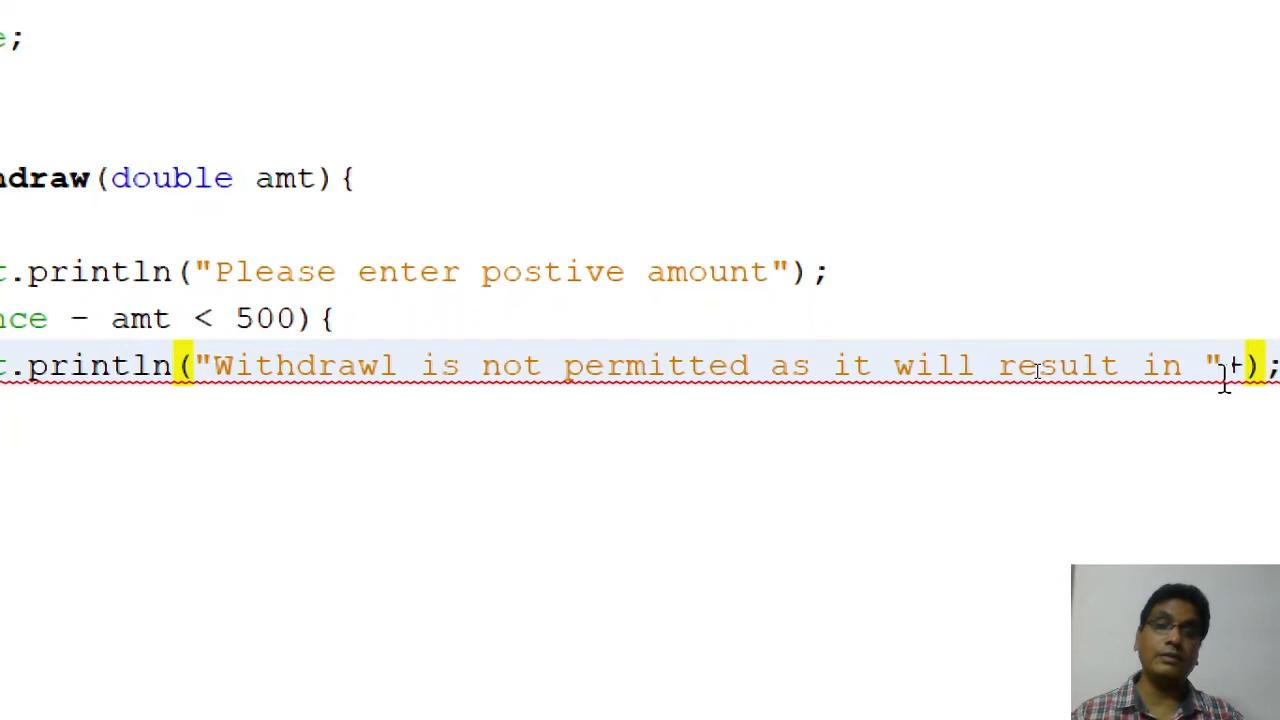 e;
hdraw(double amt){
t.println("Please enter postive amount");
nce - amt < 500){
t.println("Withdrawl is not permitted as it will result in "+);